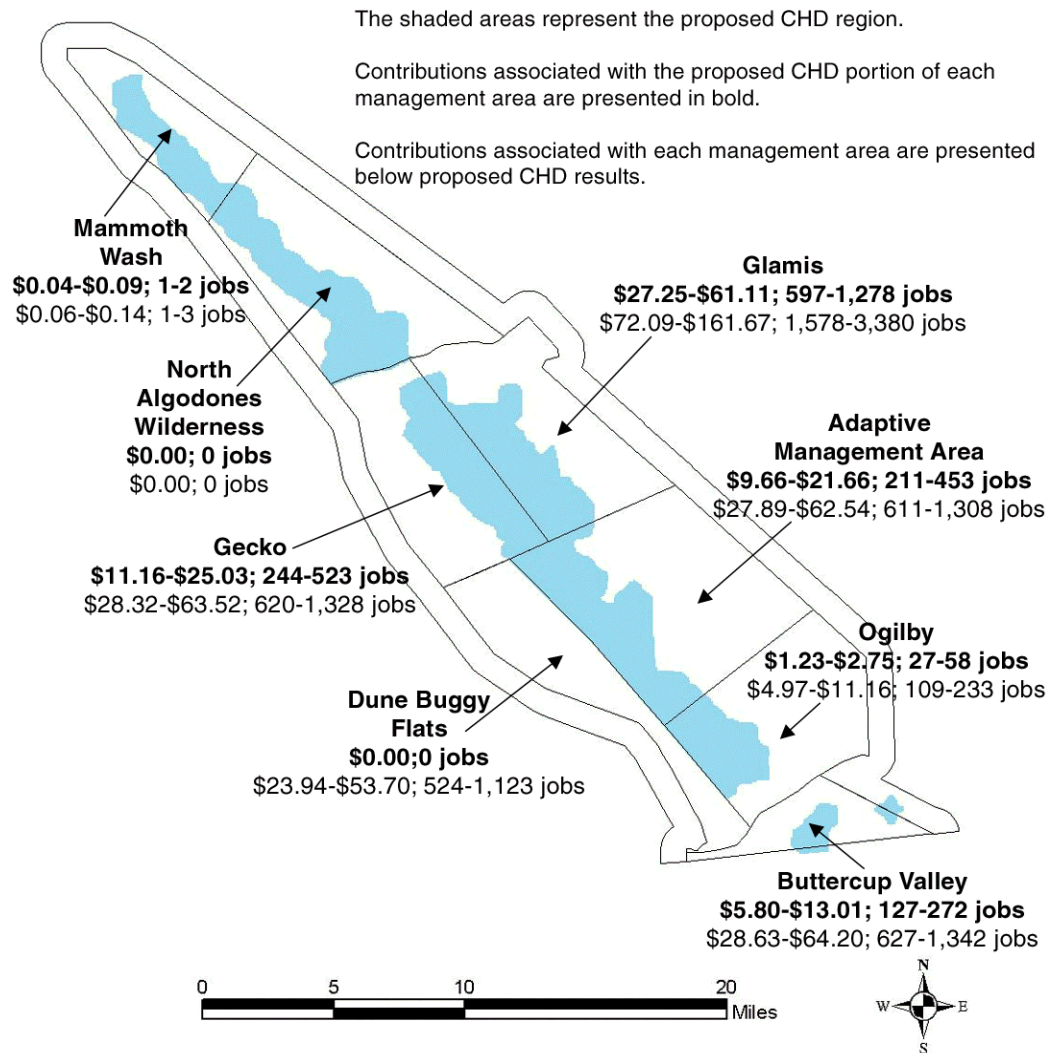 The shaded areas represent the proposed CHD region.
Contributions associated with the proposed CHD portion of each
management area are presented in bold.
Contributions associated with each management area are presented
below proposed CHD results.
Mammoth
Wash
$0.04-$0.09; 1-2 jobs
$0.06-$0.14; 1-3 jobs
Glamis
$27.25-$61.11; 597-1,278 jobs
$72.09-$161.67; 1,578-3,380 jobs
North
Algodones
Wilderness
$0.00; 0 jobs
$0.00; 0 jobs
Adaptive
Management Area
$9.66-$21.66; 211-453 jobs
$27.89-$62.54; 611-1,308 jobs
Gecko
$11.16-$25.03; 244-523 jobs
$28.32-$63.52; 620-1,328 jobs
Ogilby
$1.23-$2.75; 27-58 jobs
$4.97-$11.16; 109-233 jobs
Dune Buggy
Flats
$0.00;0 jobs
$23.94-$53.70; 524-1,123 jobs
Buttercup Valley
$5.80-$13.01; 127-272 jobs
$28.63-$64.20; 627-1,342 jobs
0 5 10 20
Miles
N
W E
S